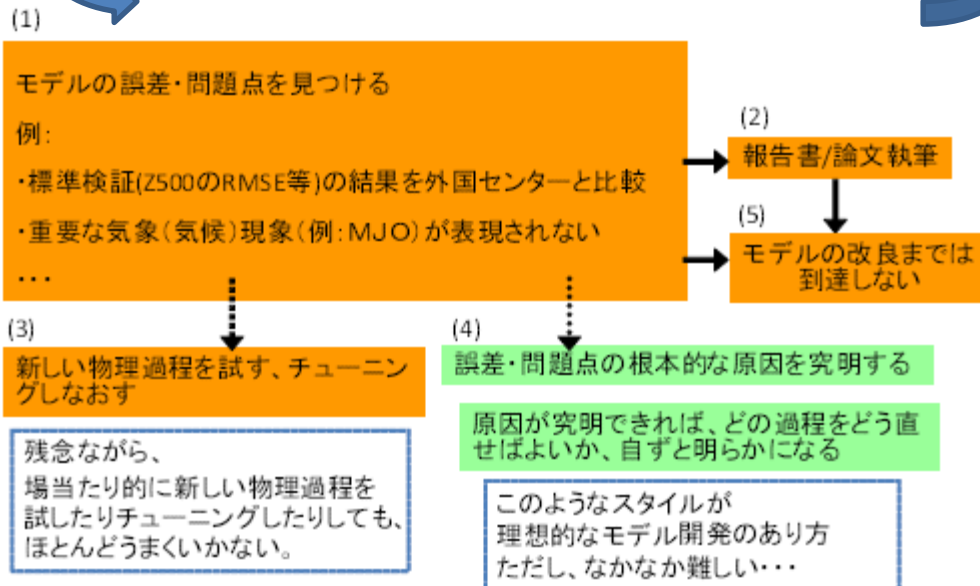 (1)
モデルの誤差・問題点を見つける
例:
・標準検証(Z500のRMSE等)の結果を外国センターと比較
・重要な気象(気候)現象(例:MJO)が表現されない
・・・
(2)
報告書/論文執筆
(5)
モデルの改良までは
到達しない
(3)
新しい物理過程を試す、チューニン
グしなおす
残念ながら、
場当たり的に新しい物理過程を
試したりチューニングしたりしても、
ほとんどうまくいかない。
(4)
誤差・問題点の根本的な原因を究明する
原因が究明できれば、どの過程をどう直
せばよいか、自ずと明らかになる
このようなスタイルが
理想的なモデル開発のあり方
ただし、なかなか難しい・・・